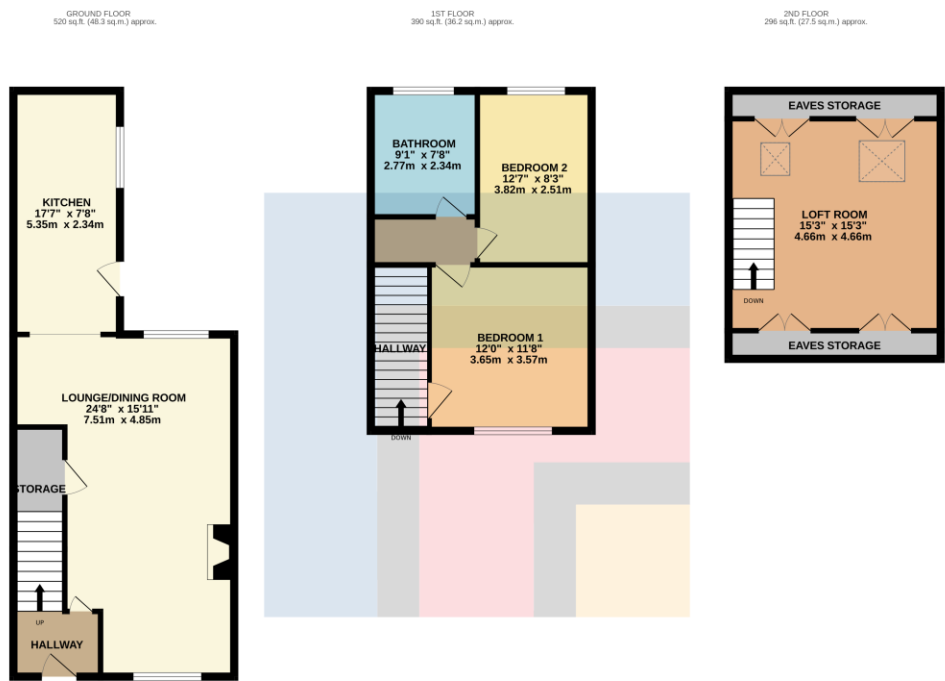 GROUND FLOOR
520 sq.ft. (48.3 sq.m.) approx.
KITCHEN
17'7" x 7'8"
5.35m x 2.34m
LOUNGE/DINING ROOM
24'8" x 15'11"
7.51m x 4.85m
STORAGE
UP
HALLWAY
1ST FLOOR
390 sq.ft. (36.2 sq.m.) approx.
BATHROOM
9'1" x 7'8"
2.77m x 2.34m
BEDROOM 2
12'7" x 8'3"
3.82m x 2.51m
HALLWAY
BEDROOM 1
12'0" x 11'8"
3.65m x 3.57m
DOWN
2ND FLOOR
296 sq.ft. (27.5 sq.m.) approx.
EAVES STORAGE
LOFT ROOM
15'3" x 15'3"
4.66m x 4.66m
DOWN
EAVES STORAGE